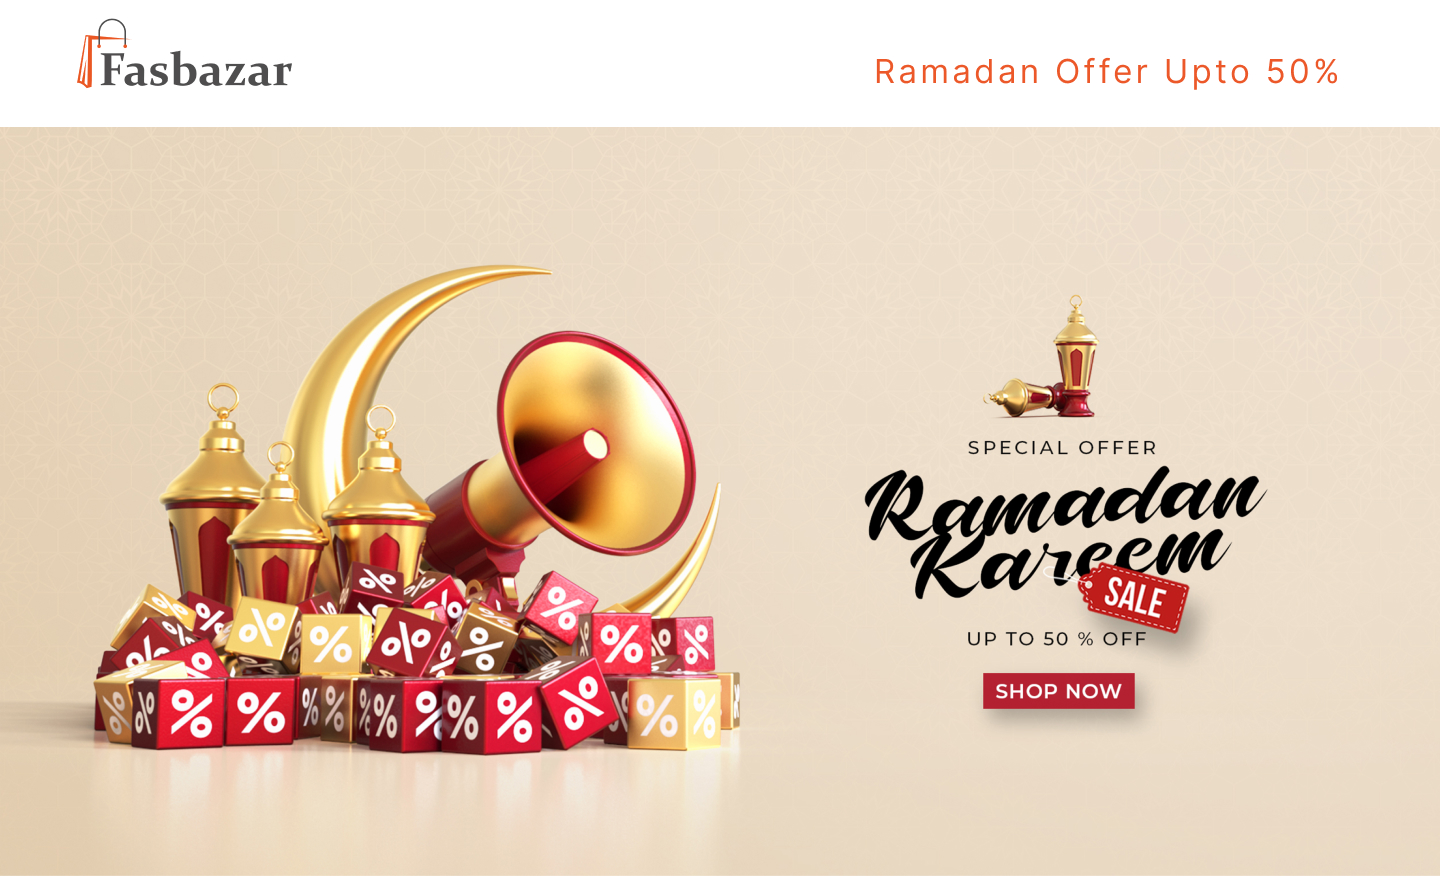 Fasbazar
Ramadan Offer Upto 50%
SPECIAL OFFER
Ramadan
Kareem
SALE
UP TO 50 % OFF
SHOP NOW